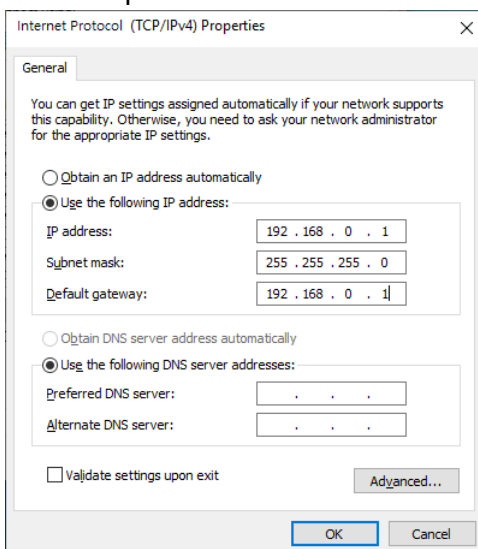 Internet Protocol (TCP/IPv4) Properties
General
You can get IP settings assigned automatically if your network supports
this capability. Otherwise, you need to ask your network administrator
for the appropriate IP settings.
Obtain an IP address automatically
Use the following IP address:
IP address: 192 . 168 . 0 . 1
Subnet mask: 255 . 255 . 255 . 0
Default gateway: 192 . 168 . 0 . 1
Obtain DNS server address automatically
Use the following DNS server addresses:
Preferred DNS server: . . .
Alternate DNS server: . . .
Validate settings upon exit
Advanced...
OK Cancel